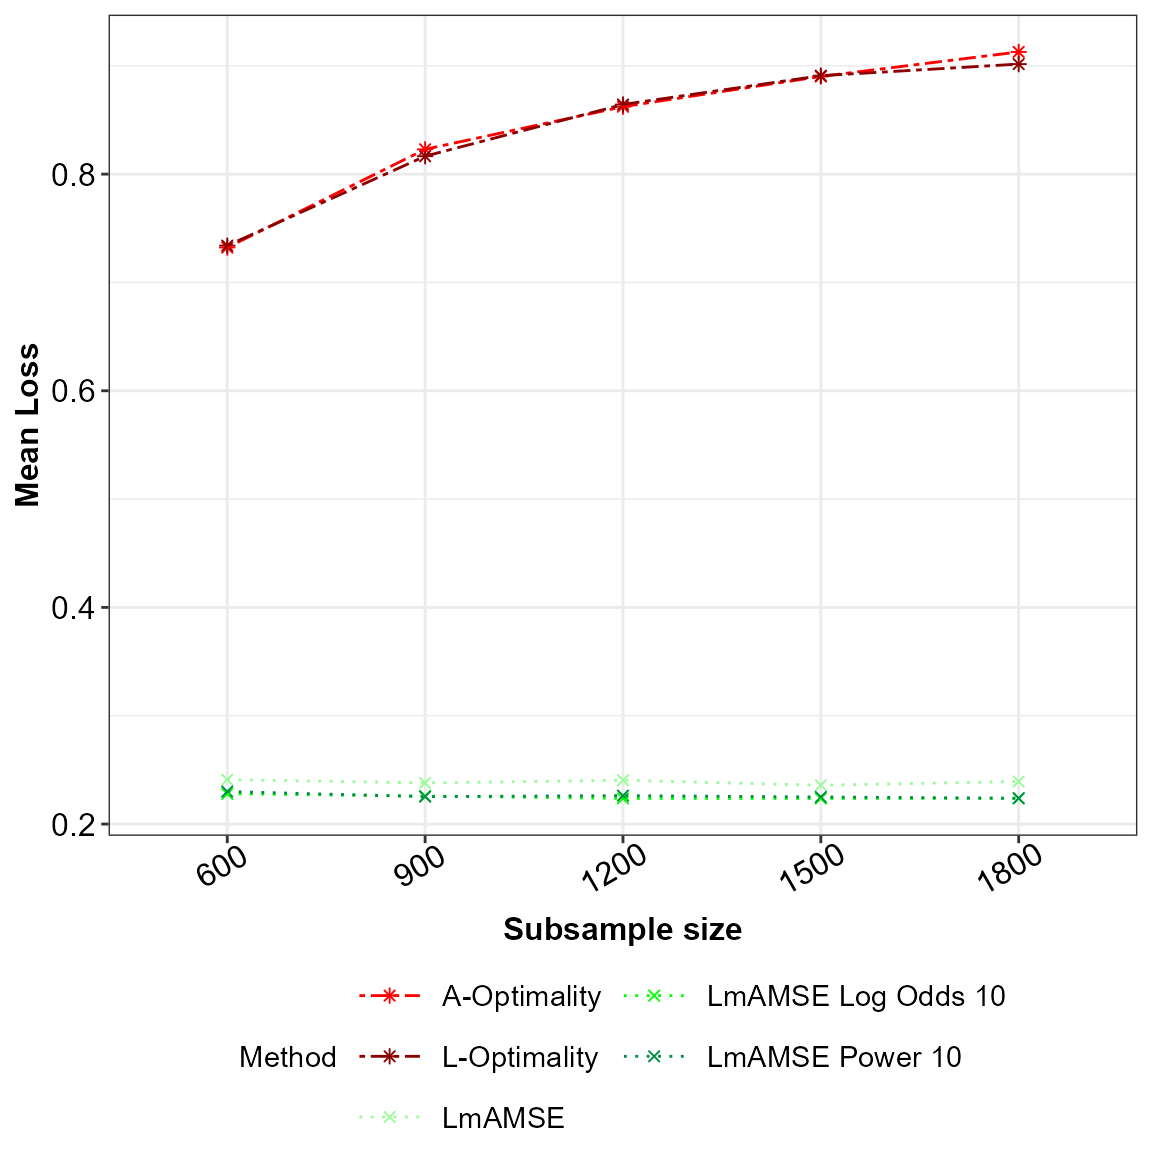 0.8
0.6
0.4
0.2
Mean Loss
600 900 1200 1500 1800
Subsample size
Method
A-Optimality LmAMSE Log Odds 10
L-Optimality LmAMSE Power 10
LmAMSE